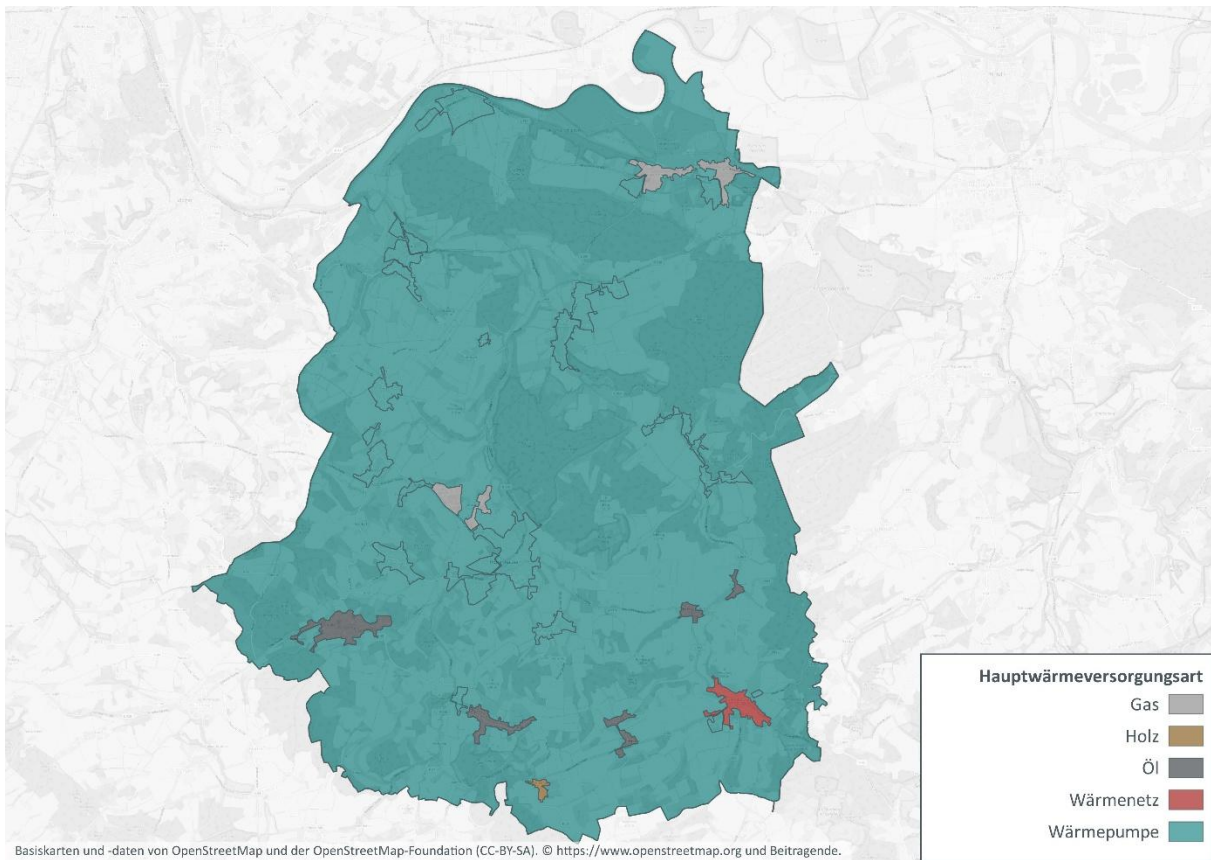 Hauptwärmeversorgungsart
Gas
Holz
Öl
Wärmenetz
Wärmepumpe
Basiskarten und -daten von OpenStreetMap und der OpenStreetMap-Foundation (CC-BY-SA). © https://www.openstreetmap.org und Beitragende.